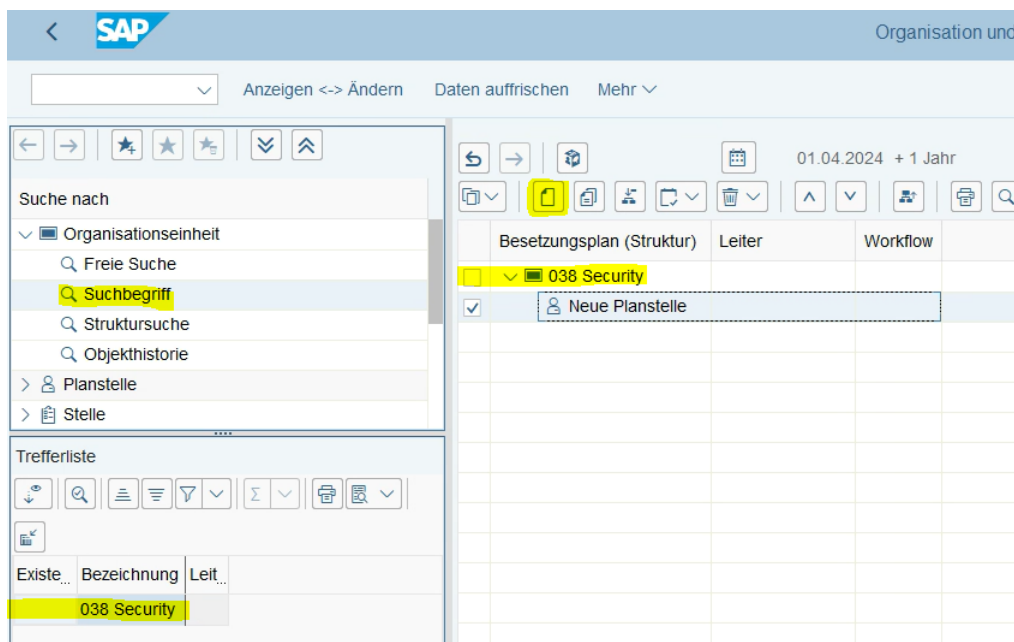 SAP
Organisation und
Anzeigen <-> Ändern Daten auffrischen Mehr
01.04.2024 + 1 Jahr
Suche nach
Organisationseinheit
Freie Suche
Suchbegriff
Struktursuche
Objekthistorie
Planstelle
Stelle
Besetzungsplan (Struktur) Leiter Workflow
038 Security
Neue Planstelle
Trefferliste
Existe... Bezeichnung Leit...
038 Security